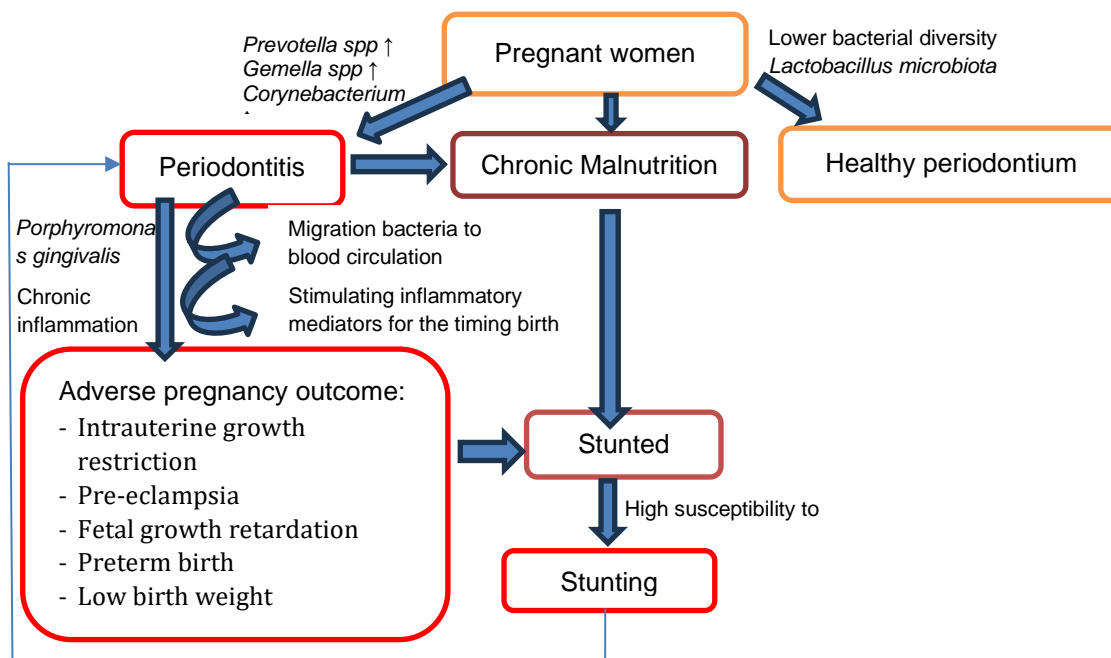 Prevotella spp ↑
Gemella spp ↑
Corynebacterium
Pregnant women
Lower bacterial diversity
Lactobacillus microbiota
Periodontitis
Chronic Malnutrition
Healthy periodontium
Porphyromona
s gingivalis
Migration bacteria to
blood circulation
Chronic
inflammation
Stimulating inflammatory
mediators for the timing birth
Adverse pregnancy outcome:
- Intrauterine growth
restriction
- Pre-eclampsia
- Fetal growth retardation
- Preterm birth
- Low birth weight
Stunted
High susceptibility to
Stunting